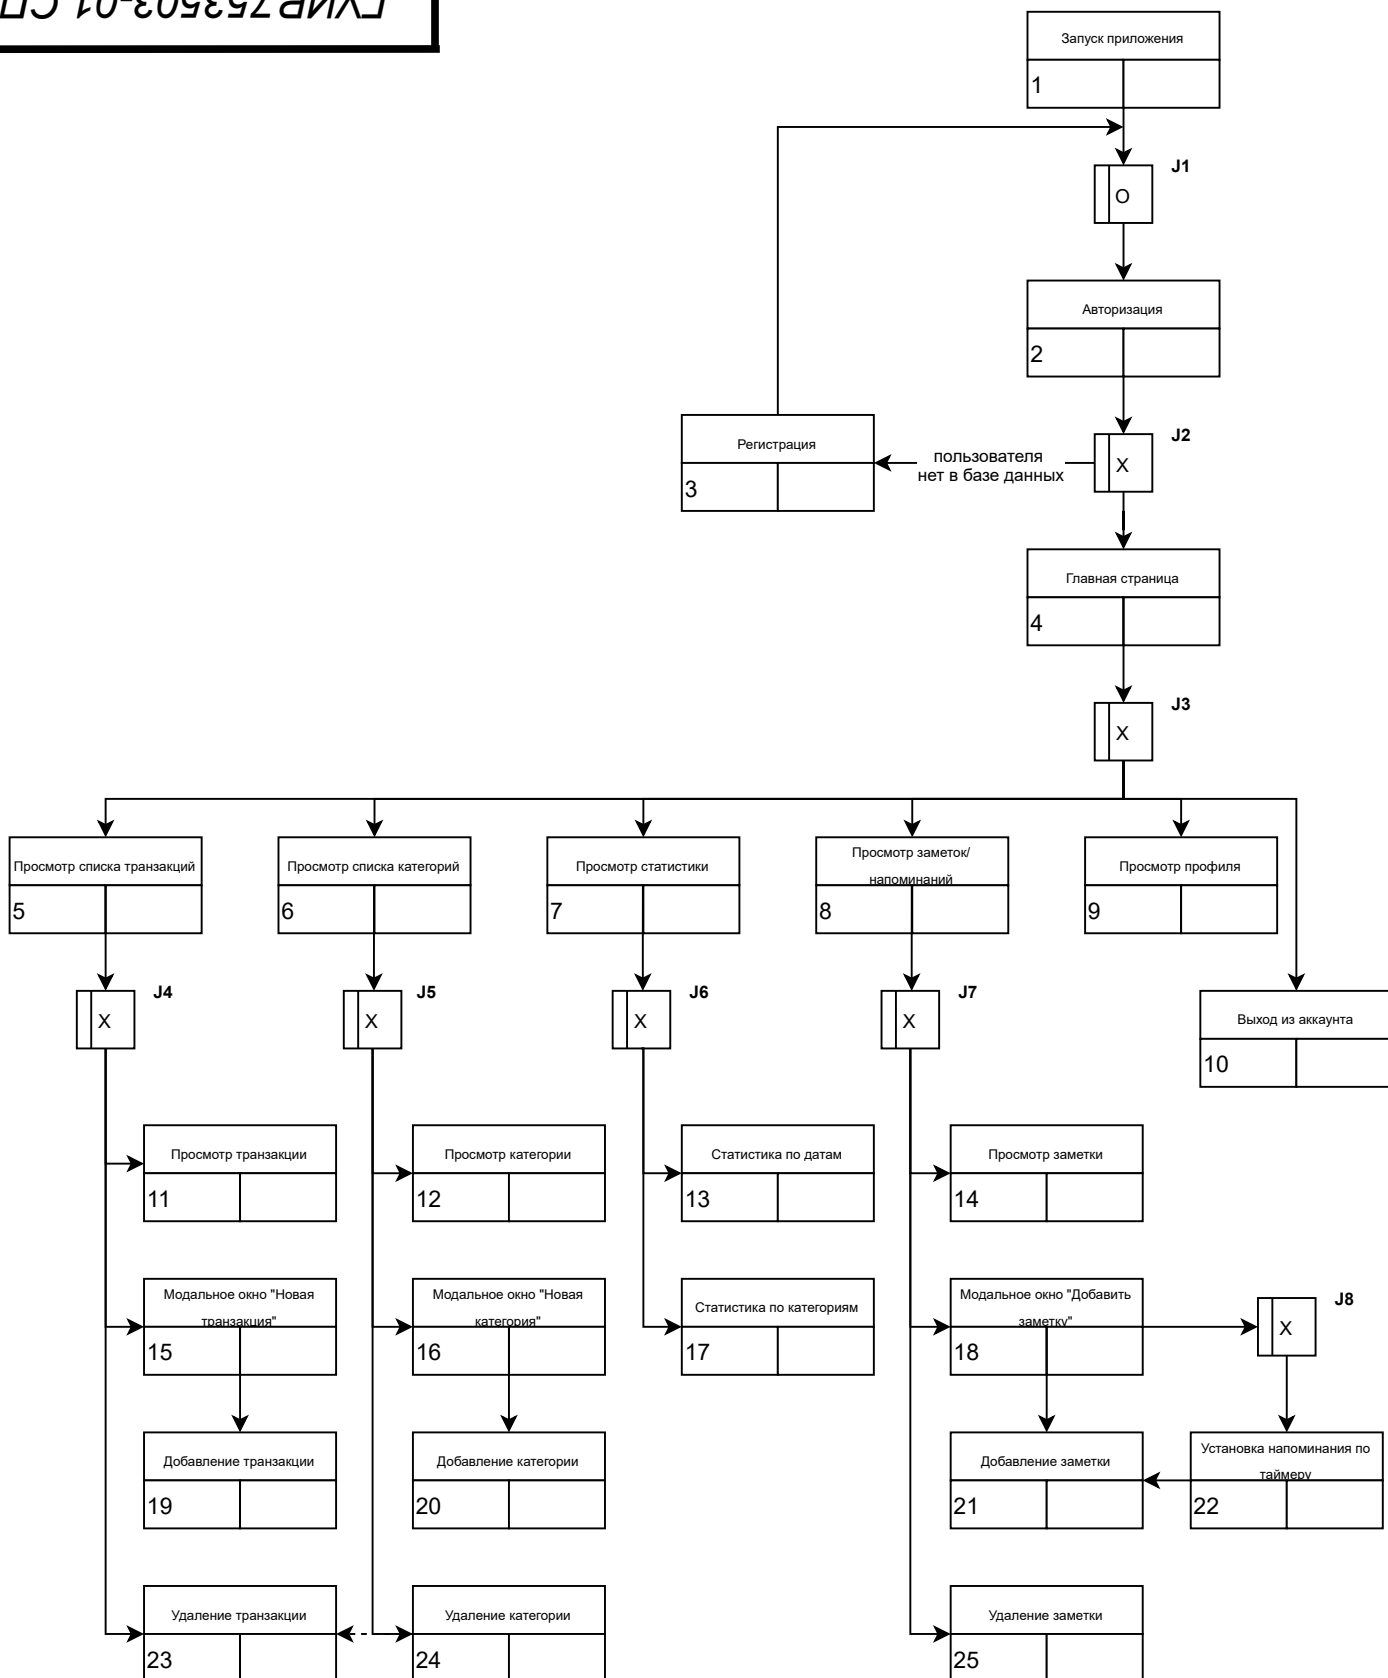 ГУИР.753503-01 СП
Запуск приложения
1
J1
O
Авторизация
2
J2
X
пользователя
нет в базе данных
Регистрация
3
Главная страница
4
J3
X
Просмотр списка транзакций
5
Просмотр списка категорий
6
Просмотр статистики
7
Просмотр заметок/
напоминаний
8
Просмотр профиля
9
J4
X
J5
X
J6
X
J7
X
Выход из аккаунта
10
Просмотр транзакции
11
Просмотр категории
12
Статистика по датам
13
Просмотр заметки
14
Модальное окно "Новая
транзакция"
15
Модальное окно "Новая
категория"
16
Статистика по категориям
17
Модальное окно "Добавить
заметку"
18
J8
X
Добавление транзакции
19
Добавление категории
20
Добавление заметки
21
Установка напоминания по
таймеру
22
Удаление транзакции
23
Удаление категории
24
Удаление заметки
25